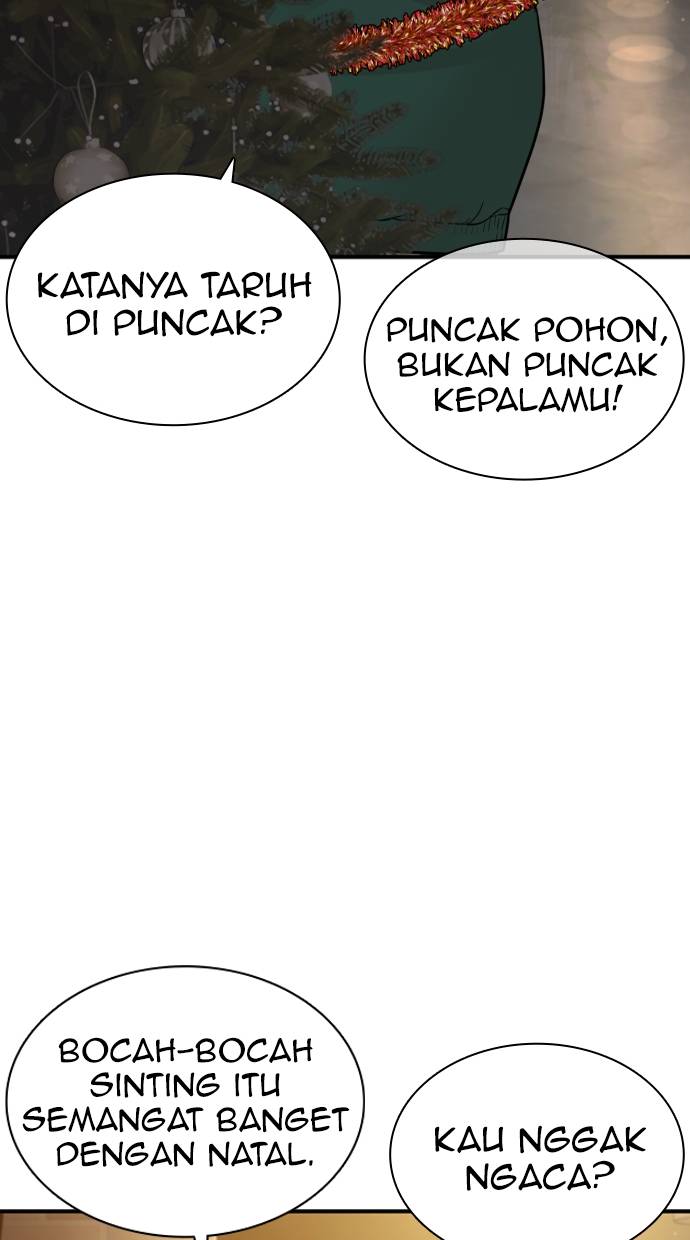 KATANYA TARUH
DI PUNCAK?
PUNCAK POHON,
BUKAN PUNCAK
KEPALAMU!
BOCAH-BOCAH
SINTING ITU
SEMANGAT BANGET
DENGAN NATAL.
KAU NGGAK
NGACA?